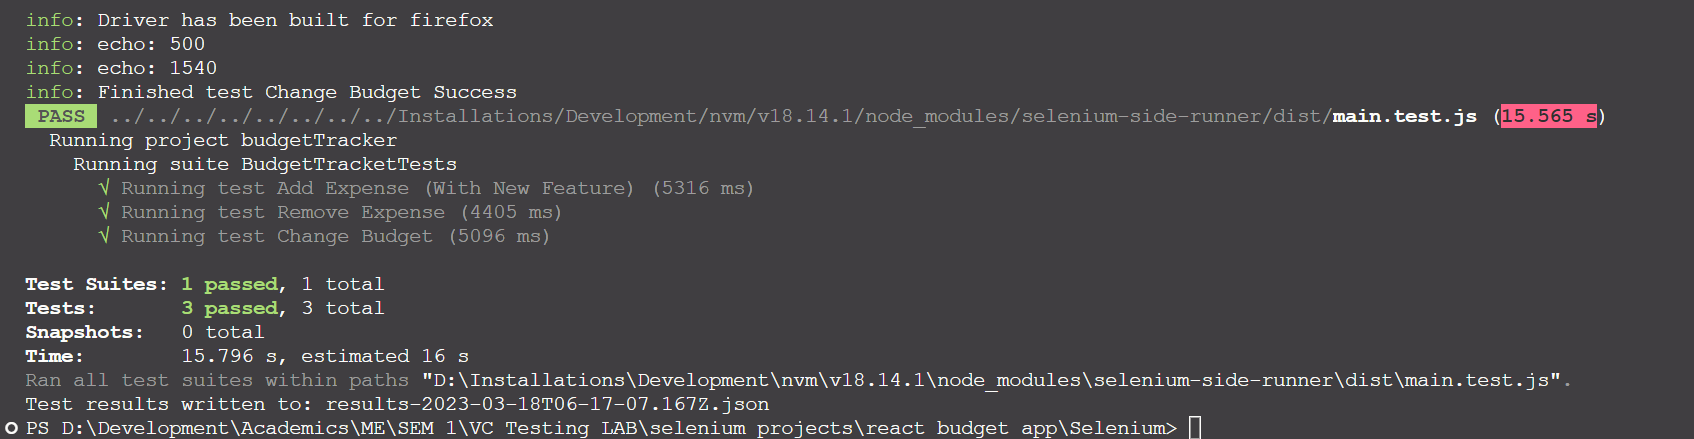 info: Driver has been built for firefox
info: echo: 500
info: echo: 1540
info: Finished test Change Budget Success
PASS ../../../../../../../../Installations/Development/nvm/v18.14.1/node_modules/selenium-side-runner/dist/main.test.js (15.565 s)
Running project budgetTracker
Running suite BudgetTracketTests
√ Running test Add Expense (With New Feature) (5316 ms)
√ Running test Remove Expense (4405 ms)
√ Running test Change Budget (5096 ms)
Test Suites: 1 passed, 1 total
Tests: 3 passed, 3 total
Snapshots: 0 total
Time: 15.796 s, estimated 16 s
Ran all test suites within paths "D:\Installations\Development\nvm\v18.14.1\node_modules\selenium-side-runner\dist\main.test.js".
Test results written to: results-2023-03-18T06-17-07.167Z.json
PS D:\Development\Academics\ME\SEM 1\VC Testing LAB\selenium projects\react budget app\Selenium>